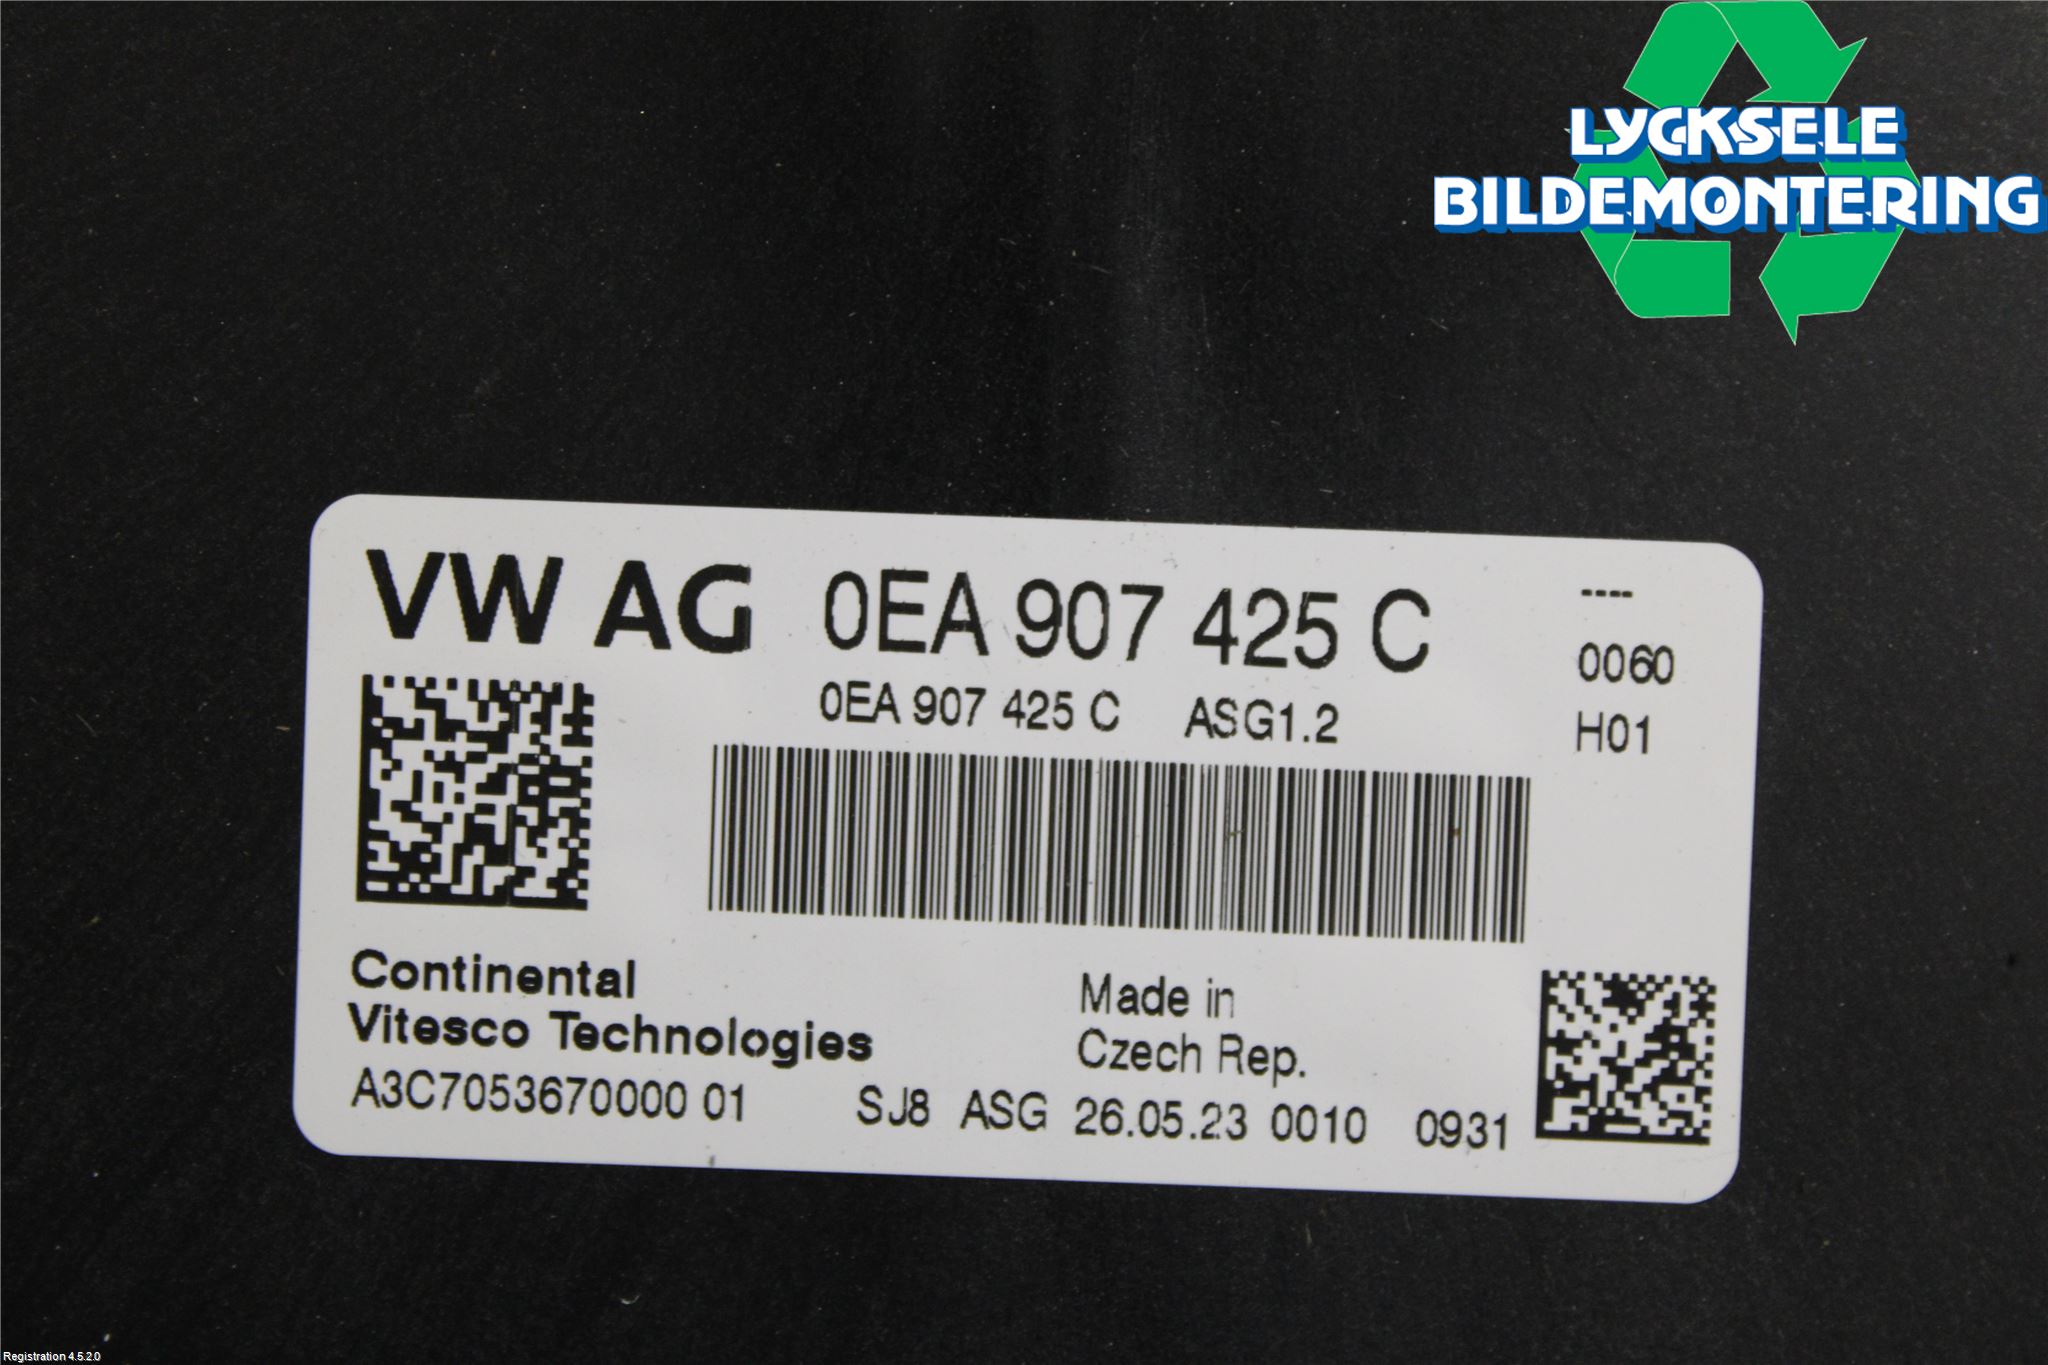 LYCKSELE
BILDEMONTERING
VW AG 0EA 907 425 C ----
0060
0EA 907 425 C ASG1.2
H01
Continental
Vitesco Technologies
Made in
Czech Rep.
A3C7053670000 01 SJ8 ASG 26.05.23 0010 0931
Registration 4.5.2.0